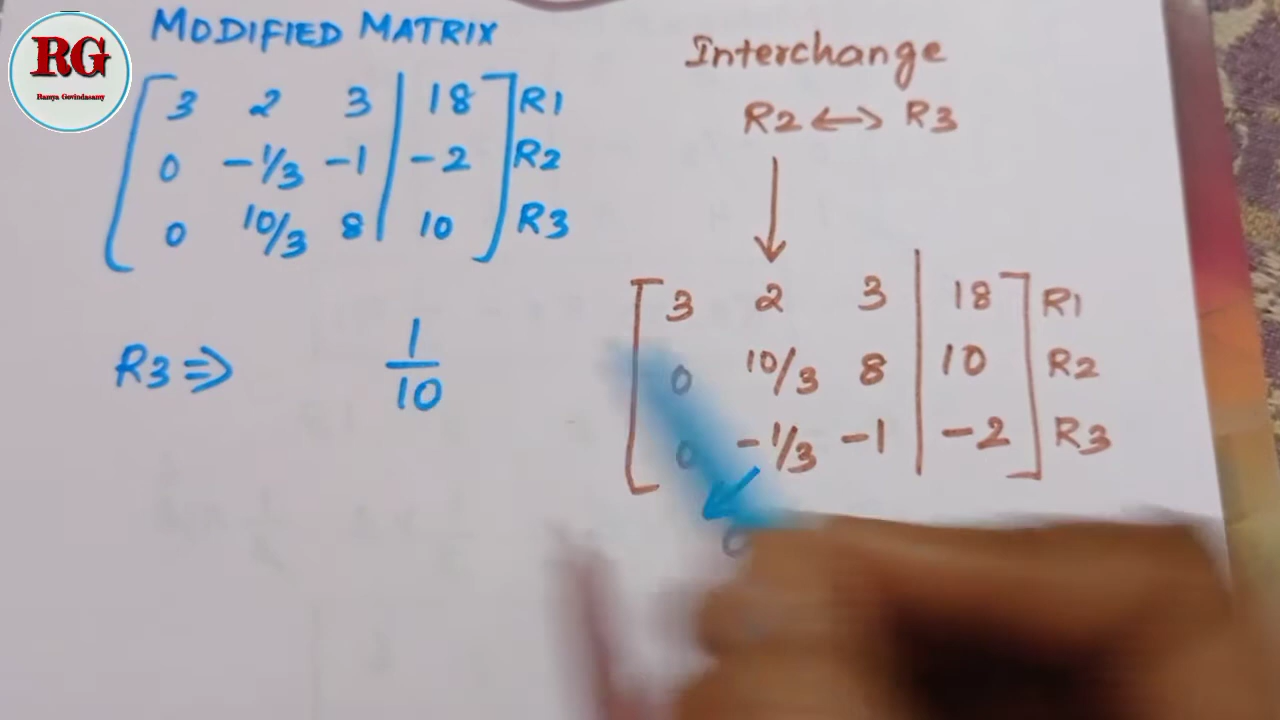 RG
Ramya Govindasamy
MODIFIED MATRIX
3 2 3 | 18 R1
0 -1/3 -1 | -2 R2
0 10/3 8 | 10 R3
R3 ⇒ 1/10
Interchange
R2 ↔ R3
3 2 3 | 18 R1
0 10/3 8 | 10 R2
0 -1/3 -1 | -2 R3
0